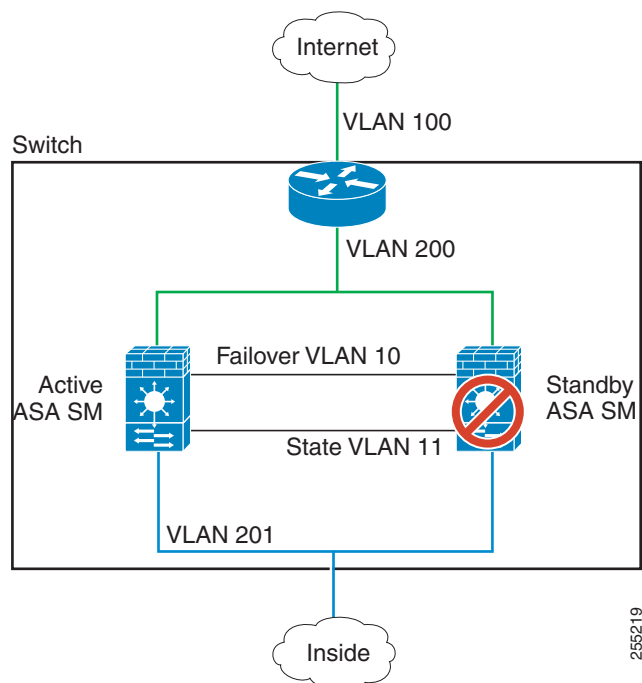 Internet
VLAN 100
Switch
VLAN 200
Failover VLAN 10
Active
ASA SM
Standby
ASA SM
State VLAN 11
VLAN 201
Inside
255219